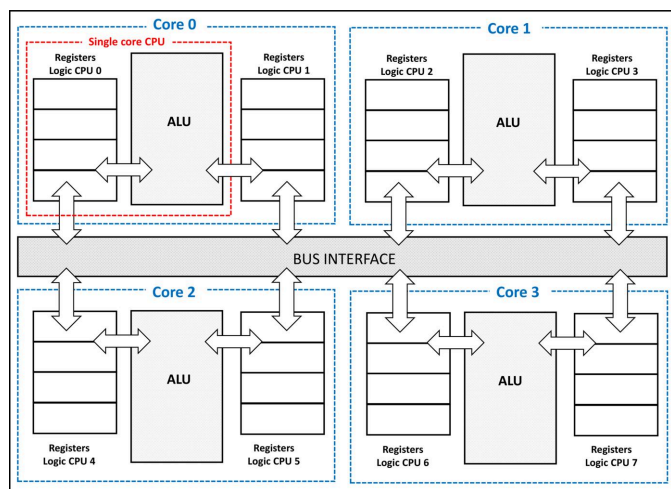 Core 0
Core 1
Single core CPU
Registers
Logic CPU 0
ALU
Registers
Logic CPU 1
Registers
Logic CPU 2
ALU
Registers
Logic CPU 3
BUS INTERFACE
Core 2
Core 3
ALU
ALU
Registers
Logic CPU 4
Registers
Logic CPU 5
Registers
Logic CPU 6
Registers
Logic CPU 7